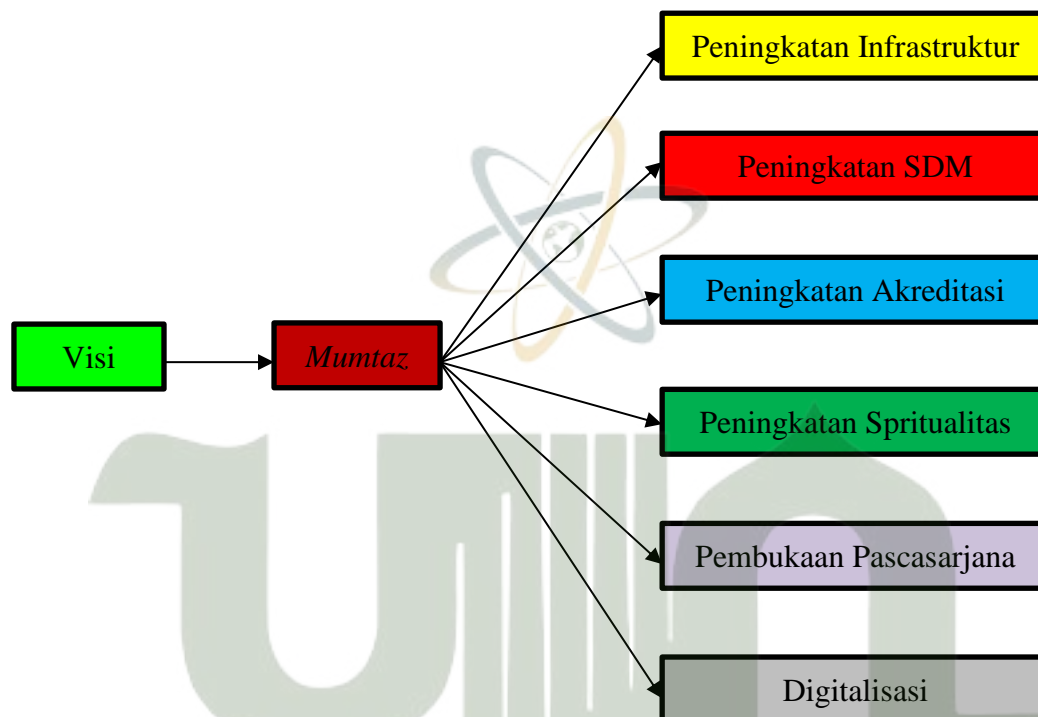 Peningkatan Infrastruktur
Peningkatan SDM
Peningkatan Akreditasi
Visi
Mumtaz
Peningkatan Spritualitas
Pembukaan Pascasarjana
Digitalisasi